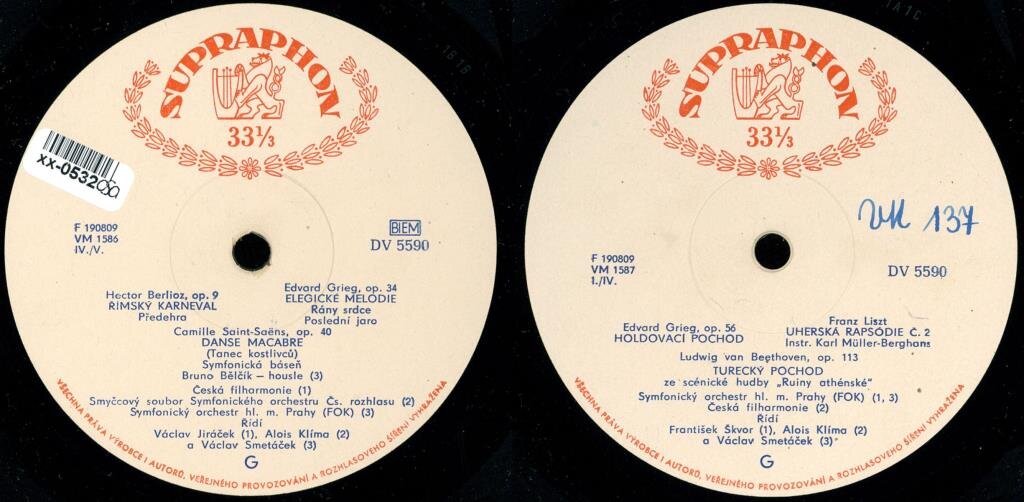 SUPRAPHON
33⅓
XX-0532
F 190809
VM 1586
IV./V.
BIEM
DV 5590
Hector Berlioz, op. 9
ŘÍMSKÝ KARNEVAL
Předehra
Edvard Grieg, op. 34
ELEGICKÉ MELODIE
Rány srdce
Poslední jaro
Camille Saint-Saëns, op. 40
DANSE MACABRE
(Tanec kostlivců)
Symfonická báseň
Bruno Bělčík – housle (3)
Česká filharmonie (1)
Smyčcový soubor Symfonického orchestru Čs. rozhlasu (2)
Symfonický orchestr hl. m. Prahy (FOK) (3)
Řídí
Václav Jiráček (1), Alois Klíma (2)
a Václav Smetáček (3)
G
VŠECHNA PRÁVA VÝROBCE I AUTORŮ, VEŘEJNÉHO PROVOZOVÁNÍ A ROZHLASOVÉHO ŠÍŘENÍ VYHRAŽENA
1B1B
SUPRAPHON
33⅓
1A1C
137
F 190809
VM 1587
I./IV.
DV 5590
Edvard Grieg, op. 56
HOLDOVACÍ POCHOD
Franz Liszt
UHERSKÁ RAPSÓDIE Č. 2
Instr. Karl Müller-Berghans
Ludwig van Beethoven, op. 113
TURECKÝ POCHOD
ze scénické hudby „Ruiny athénské"
Symfonický orchestr hl. m. Prahy (FOK) (1, 3)
Česká filharmonie (2)
Řídí
František Škvor (1), Alois Klíma (2)
a Václav Smetáček (3)
G
VŠECHNA PRÁVA VÝROBCE I AUTORŮ, VEŘEJNÉHO PROVOZOVÁNÍ A ROZHLASOVÉHO ŠÍŘENÍ VYHRAŽENA